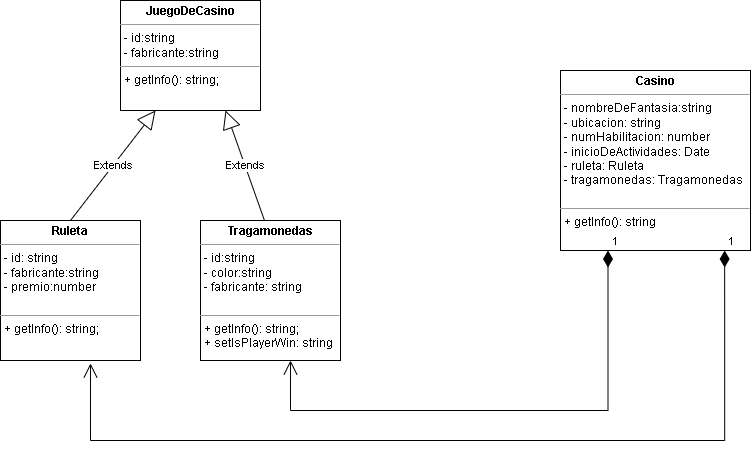 JuegoDeCasino
- id:string
- fabricante:string
+ getInfo(): string;
Casino
- nombreDeFantasia:string
- ubicacion: string
- numHabilitacion: number
- inicioDeActividades: Date
- ruleta: Ruleta
- tragamonedas: Tragamonedas
+ getInfo(): string
1
1
Extends
Extends
Ruleta
- id: string
- fabricante:string
- premio:number
+ getInfo(): string;
Tragamonedas
- id:string
- color:string
- fabricante: string
+ getInfo(): string;
+ setIsPlayerWin: string